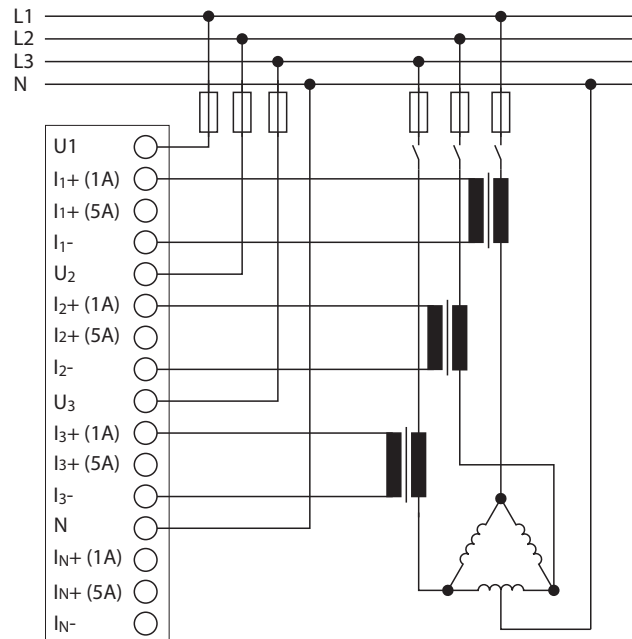 L1
L2
L3
N
U1
I1+ (1A)
I1+ (5A)
I1-
U2
I2+ (1A)
I2+ (5A)
I2-
U3
I3+ (1A)
I3+ (5A)
I3-
N
IN+ (1A)
IN+ (5A)
IN-